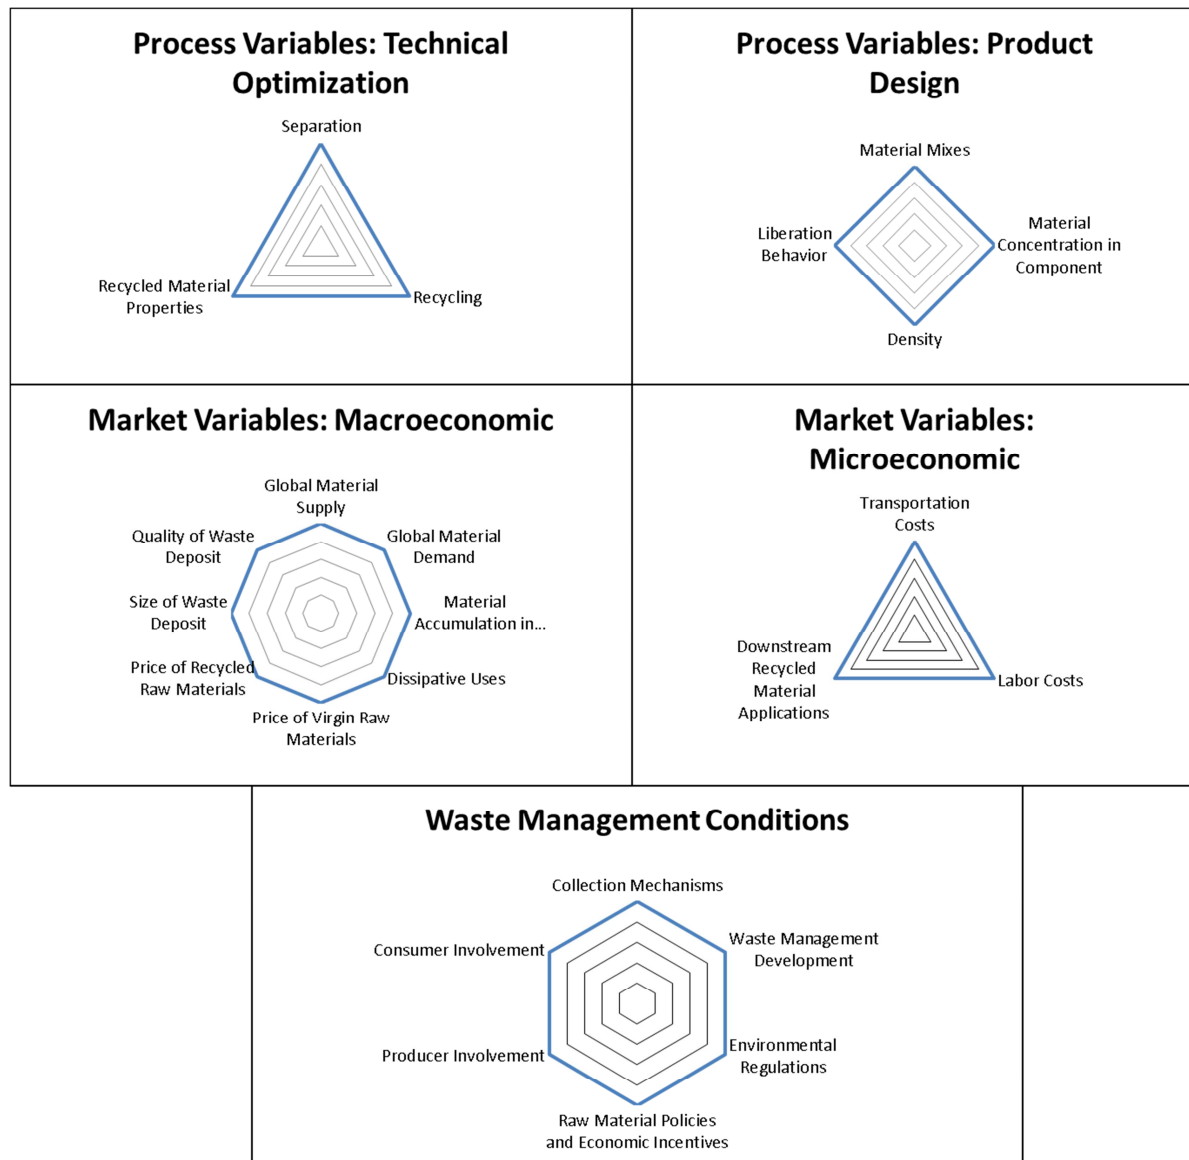 Process Variables: Technical
Optimization
Separation
Recycled Material
Properties
Recycling
Process Variables: Product
Design
Material Mixes
Liberation
Behavior
Material
Concentration in
Component
Density
Market Variables: Macroeconomic
Global Material
Supply
Quality of Waste
Deposit
Global Material
Demand
Size of Waste
Deposit
Material
Accumulation in...
Price of Recycled
Raw Materials
Dissipative Uses
Price of Virgin Raw
Materials
Market Variables:
Microeconomic
Transportation
Costs
Downstream
Recycled
Material
Applications
Labor Costs
Waste Management Conditions
Collection Mechanisms
Consumer Involvement
Waste Management
Development
Producer Involvement
Environmental
Regulations
Raw Material Policies
and Economic Incentives